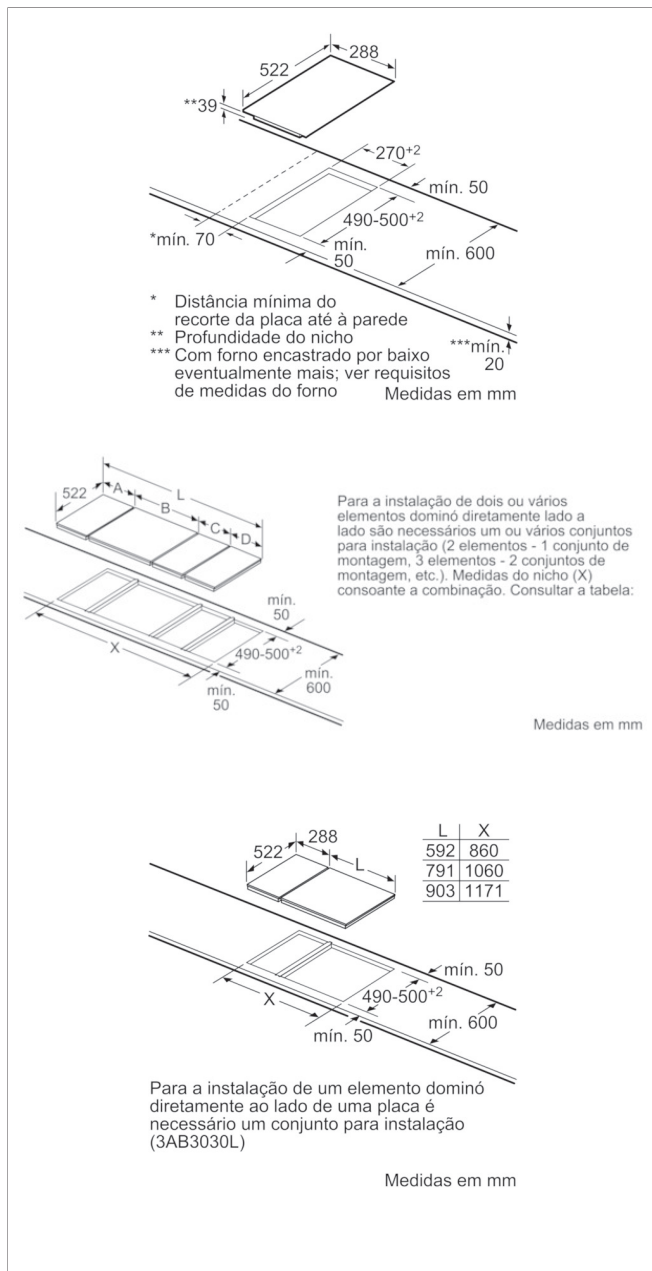 522
288
**39
270+2
mín. 50
490-500+2
*mín. 70
mín.
50
mín. 600
* Distância mínima do
recorte da placa até à parede
** Profundidade do nicho
*** Com forno encastrado por baixo
eventualmente mais; ver requisitos
de medidas do forno
***mín.
20
Medidas em mm
522
A
L
B
C
D
mín.
50
490-500+2
X
mín.
50
mín.
600
Para a instalação de dois ou vários
elementos dominó diretamente lado a
lado são necessários um ou vários conjuntos
para instalação (2 elementos - 1 conjunto de
montagem, 3 elementos - 2 conjuntos de
montagem, etc.). Medidas do nicho (X)
consoante a combinação. Consultar a tabela:
Medidas em mm
522
288
L
L X
592 860
791 1060
903 1171
mín. 50
490-500+2
X
mín. 50
mín. 600
Para a instalação de um elemento dominó
diretamente ao lado de uma placa é
necessário um conjunto para instalação
(3AB3030L)
Medidas em mm